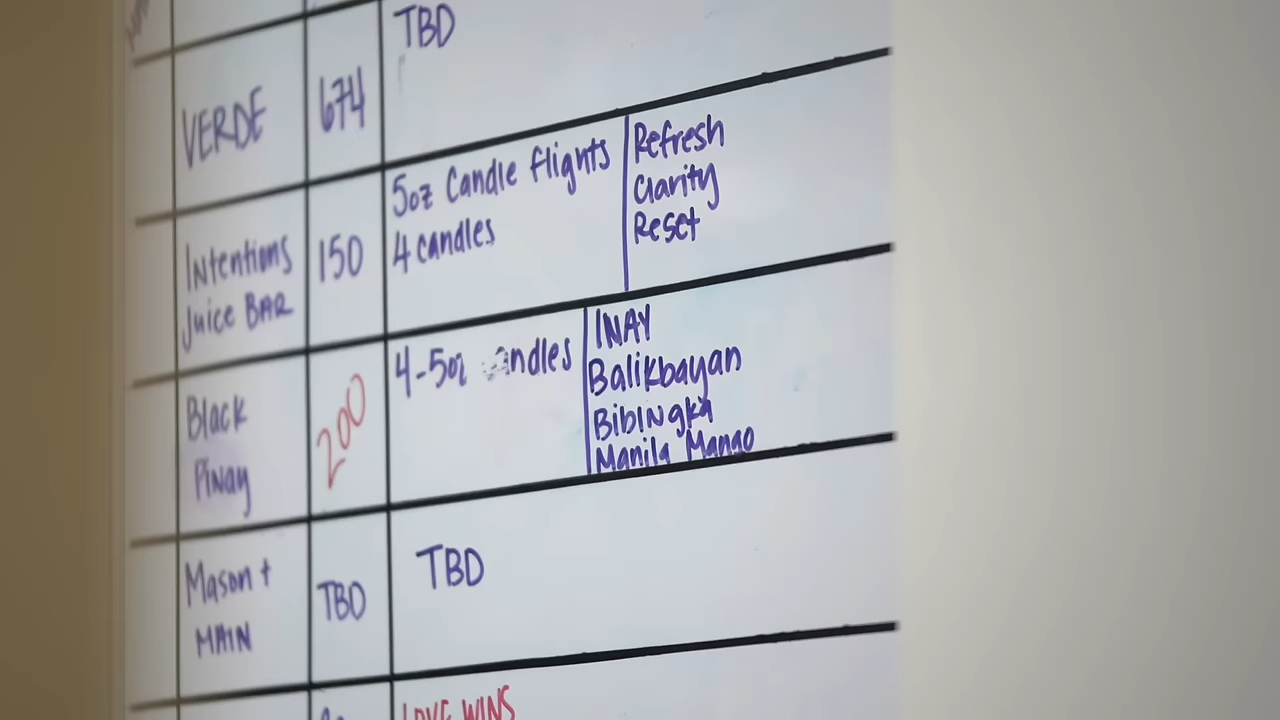 TBD
VERDE
674
5oz Candle flights
4 candles
Refresh
Clarity
Reset
Intentions
Juice BAR
150
4-5oz
INAY
Balikbayan
Bibingka
Manila Mango
Black
Pinay
200
Mason +
MAIN
TBD
TBD
LOVE WINS